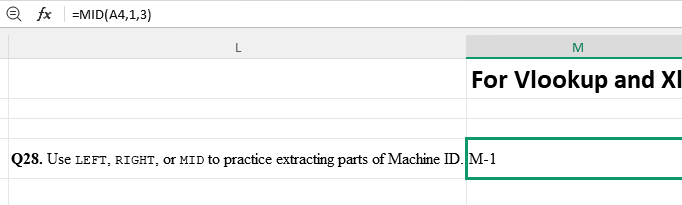 fx =MID(A4,1,3)
L M
For Vlookup and Xl
Q28. Use LEFT, RIGHT, or MID to practice extracting parts of Machine ID. M-1